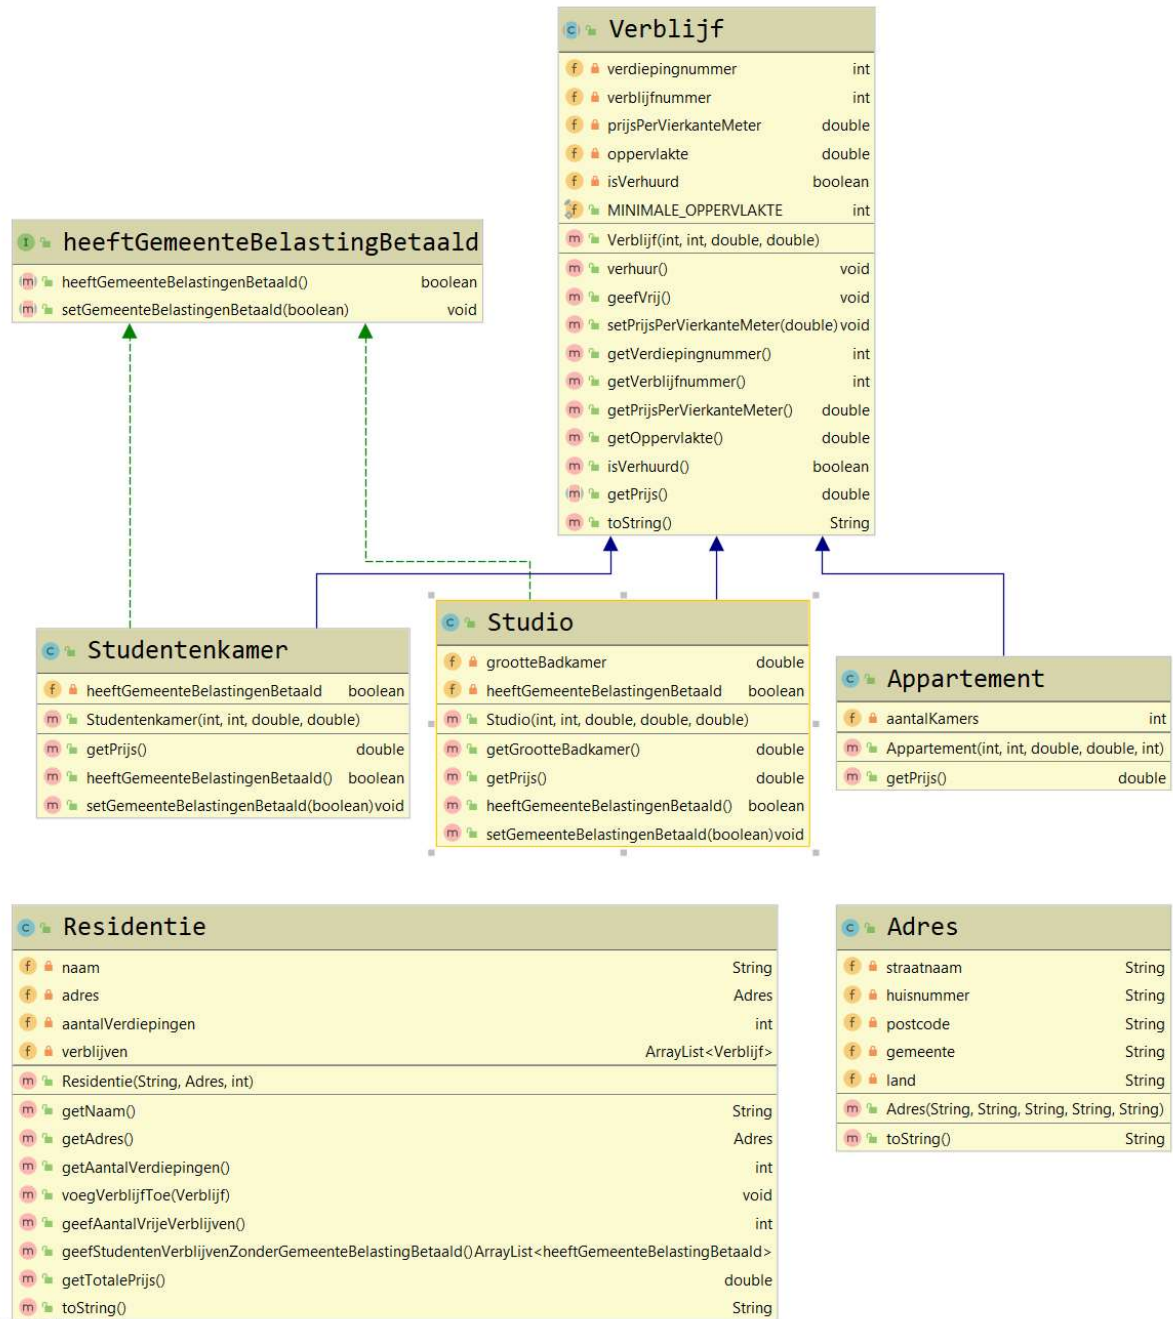 Verblijf
verdiepingnummer int
verblijfnummer int
prijsPerVierkanteMeter double
oppervlakte double
isVerhuurd boolean
MINIMALE_OPPERVLAKTE int
Verblijf(int, int, double, double)
verhuur() void
geefVrij() void
setPrijsPerVierkanteMeter(double) void
getVerdiepingnummer() int
getVerblijfnummer() int
getPrijsPerVierkanteMeter() double
getOppervlakte() double
isVerhuurd() boolean
getPrijs() double
toString() String
heeftGemeenteBelastingBetaald
heeftGemeenteBelastingenBetaald() boolean
setGemeenteBelastingenBetaald(boolean) void
Studentenkamer
heeftGemeenteBelastingenBetaald boolean
Studentenkamer(int, int, double, double)
getPrijs() double
heeftGemeenteBelastingenBetaald() boolean
setGemeenteBelastingenBetaald(boolean)void
Studio
grootteBadkamer double
heeftGemeenteBelastingenBetaald boolean
Studio(int, int, double, double, double)
getGrootteBadkamer() double
getPrijs() double
heeftGemeenteBelastingenBetaald() boolean
setGemeenteBelastingenBetaald(boolean)void
Appartement
aantalKamers int
Appartement(int, int, double, double, int)
getPrijs() double
Residentie
naam String
adres Adres
aantalVerdiepingen int
verblijven ArrayList<Verblijf>
Residentie(String, Adres, int)
getNaam() String
getAdres() Adres
getAantalVerdiepingen() int
voegVerblijfToe(Verblijf) void
geefAantalVrijeVerblijven() int
geefStudentenVerblijvenZonderGemeenteBelastingBetaald()ArrayList<heeftGemeenteBelastingBetaald>
getTotalePrijs() double
toString() String
Adres
straatnaam String
huisnummer String
postcode String
gemeente String
land String
Adres(String, String, String, String, String)
toString() String